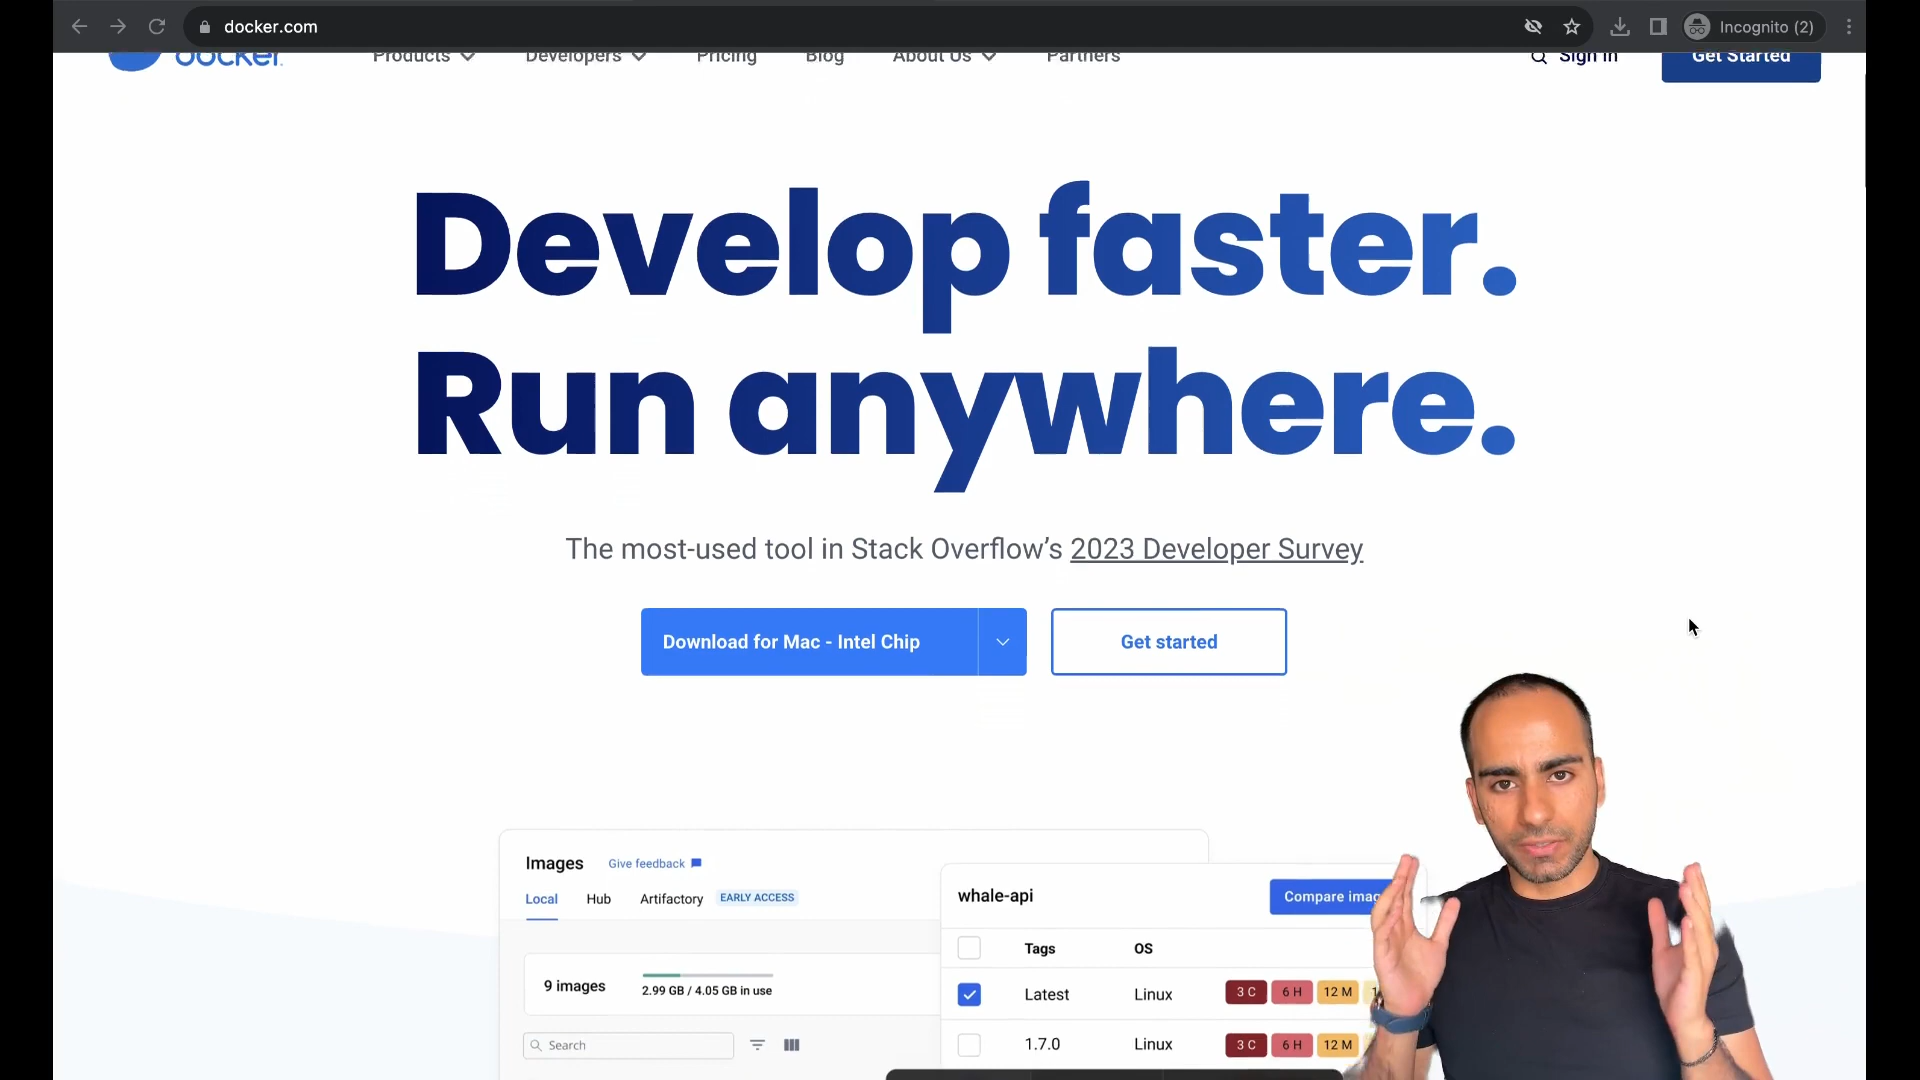 docker.com
Incognito (2)
docker
Products
Developers
Pricing
Blog
About Us
Partners
Sign In
Get Started
Develop faster.
Run anywhere.
The most-used tool in Stack Overflow’s 2023 Developer Survey
Download for Mac - Intel Chip
Get started
Images
Give feedback
Local
Hub
Artifactory
EARLY ACCESS
9 images
2.99 GB / 4.05 GB in use
Search
whale-api
Compare imag
Tags
OS
Latest
Linux
3 C
6 H
12 M
1.7.0
Linux
3 C
6 H
12 M